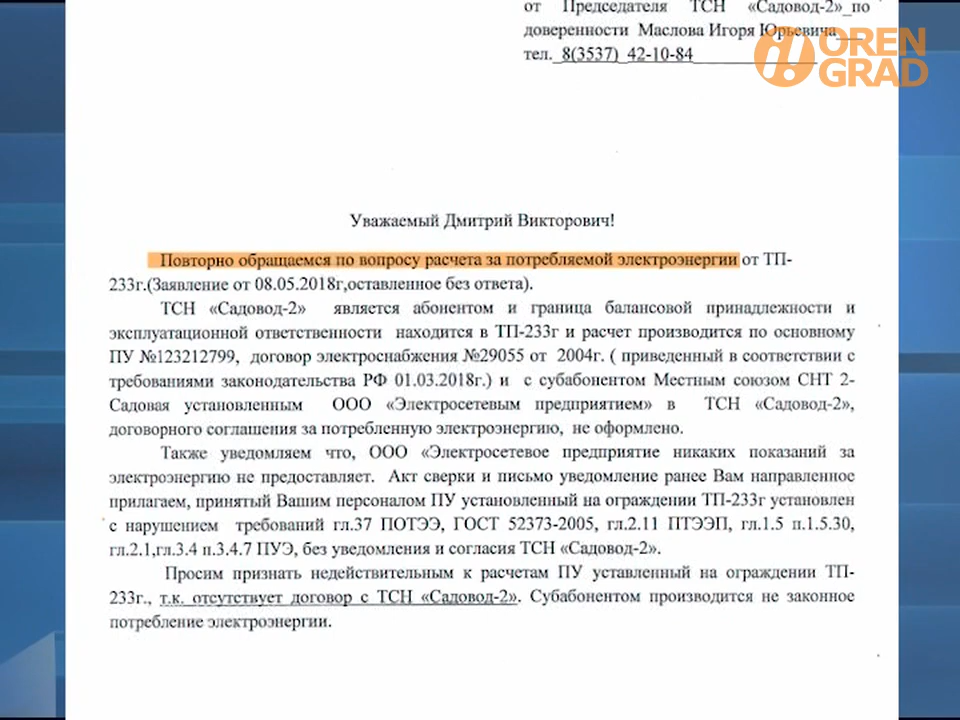 от Председателя ТСН «Садовод-2»_по
доверенности Маслова Игоря Юрьевича___
тел._8(3537)_42-10-84______________
OREN
GRAD
Уважаемый Дмитрий Викторович!
Повторно обращаемся по вопросу расчета за потребляемой электроэнергии от ТП-
233г.(Заявление от 08.05.2018г,оставленное без ответа).
ТСН «Садовод-2» является абонентом и граница балансовой принадлежности и
эксплуатационной ответственности находится в ТП-233г и расчет производится по основному
ПУ №123212799, договор электроснабжения №29055 от 2004г. ( приведенный в соответствии с
требованиями законодательства РФ 01.03.2018г.) и с субабонентом Местным союзом СНТ 2-
Садовая установленным ООО «Электросетевым предприятием» в ТСН «Садовод-2»,
договорного соглашения за потребленную электроэнергию, не оформлено.
Также уведомляем что, ООО «Электросетевое предприятие никаких показаний за
электроэнергию не предоставляет. Акт сверки и письмо уведомление ранее Вам направленное
прилагаем, принятый Вашим персоналом ПУ установленный на ограждении ТП-233г установлен
с нарушением требований гл.37 ПОТЭЭ, ГОСТ 52373-2005, гл.2.11 ПТЭЭП, гл.1.5 п.1.5.30,
гл.2.1,гл.3.4 п.3.4.7 ПУЭ, без уведомления и согласия ТСН «Садовод-2».
Просим признать недействительным к расчетам ПУ уставленный на ограждении ТП-
233г., т.к. отсутствует договор с ТСН «Садовод-2». Субабонентом производится не законное
потребление электроэнергии.